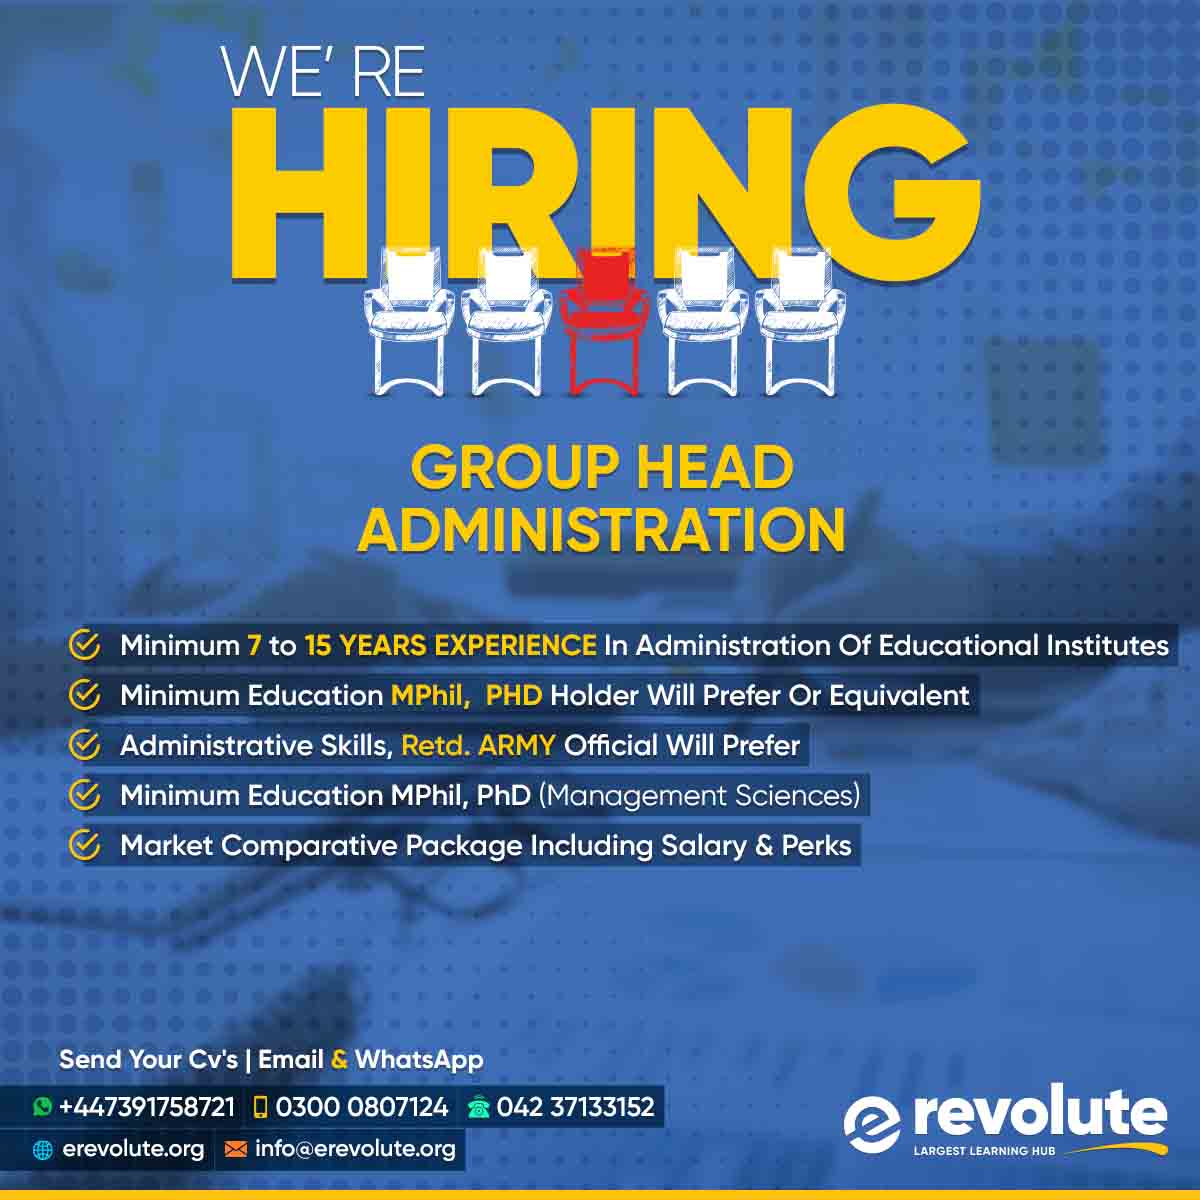 WE' RE
HIRING
GROUP HEAD
ADMINISTRATION
Minimum 7 to 15 YEARS EXPERIENCE In Administration Of Educational Institutes
Minimum Education MPhil, PHD Holder Will Prefer Or Equivalent
Administrative Skills, Retd. ARMY Official Will Prefer
Minimum Education MPhil, PhD (Management Sciences)
Market Comparative Package Including Salary & Perks
Send Your Cv's | Email & WhatsApp
+447391758721 0300 0807124 042 37133152
erevolute.org info@erevolute.org
e revolute
LARGEST LEARNING HUB